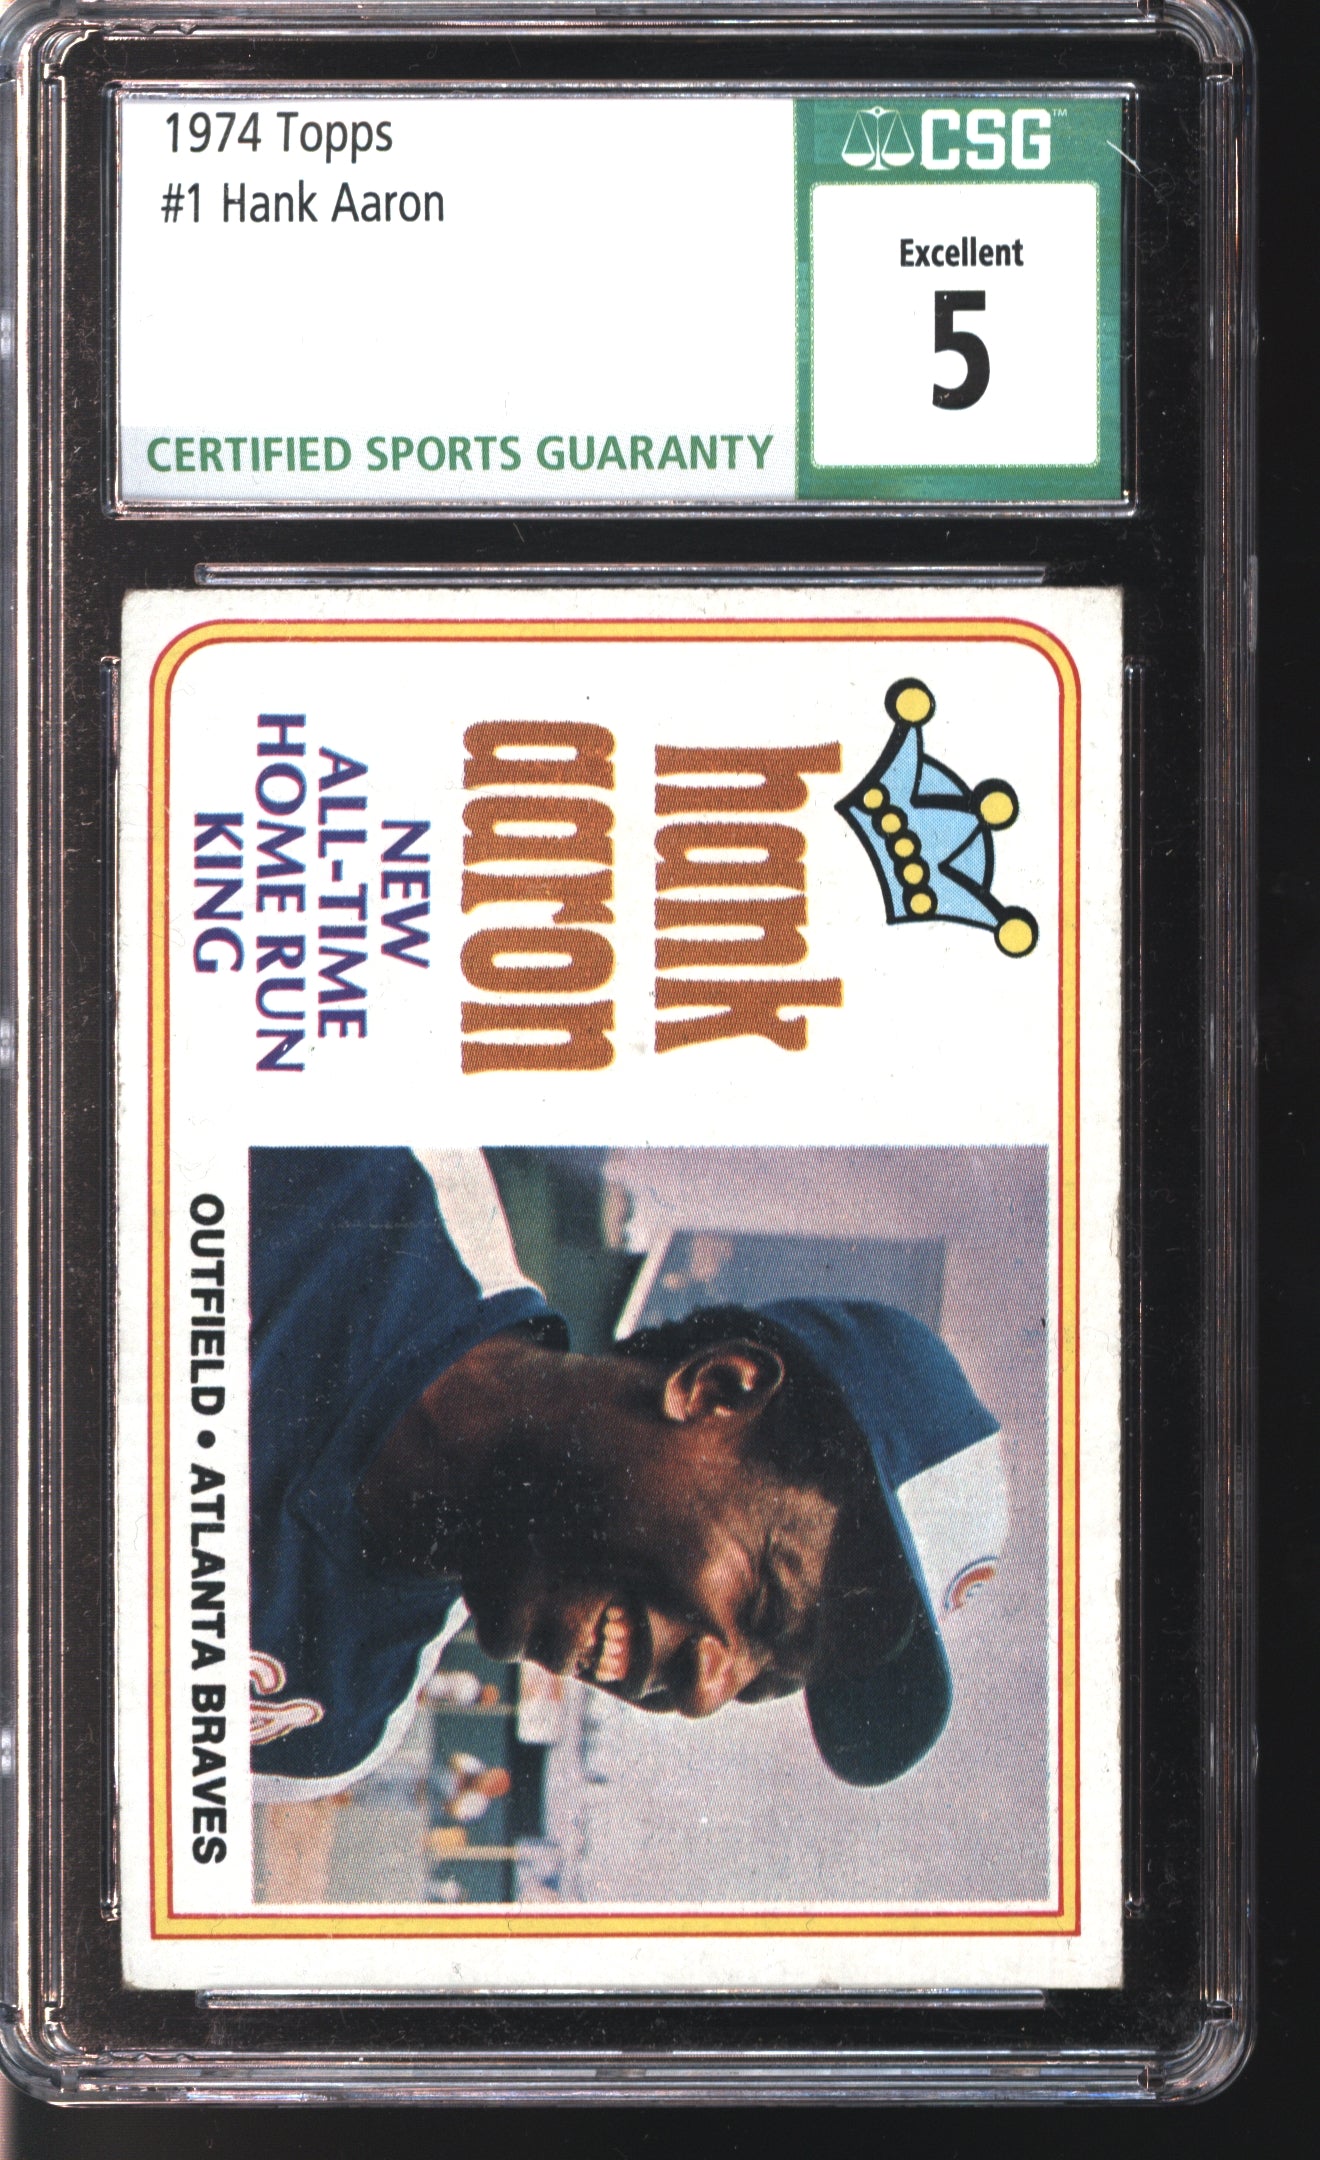 1974 Topps
#1 Hank Aaron
CERTIFIED SPORTS GUARANTY
CSG™
Excellent
5
hank
aaron
NEW
ALL-TIME
HOME RUN
KING
OUTFIELD • ATLANTA BRAVES